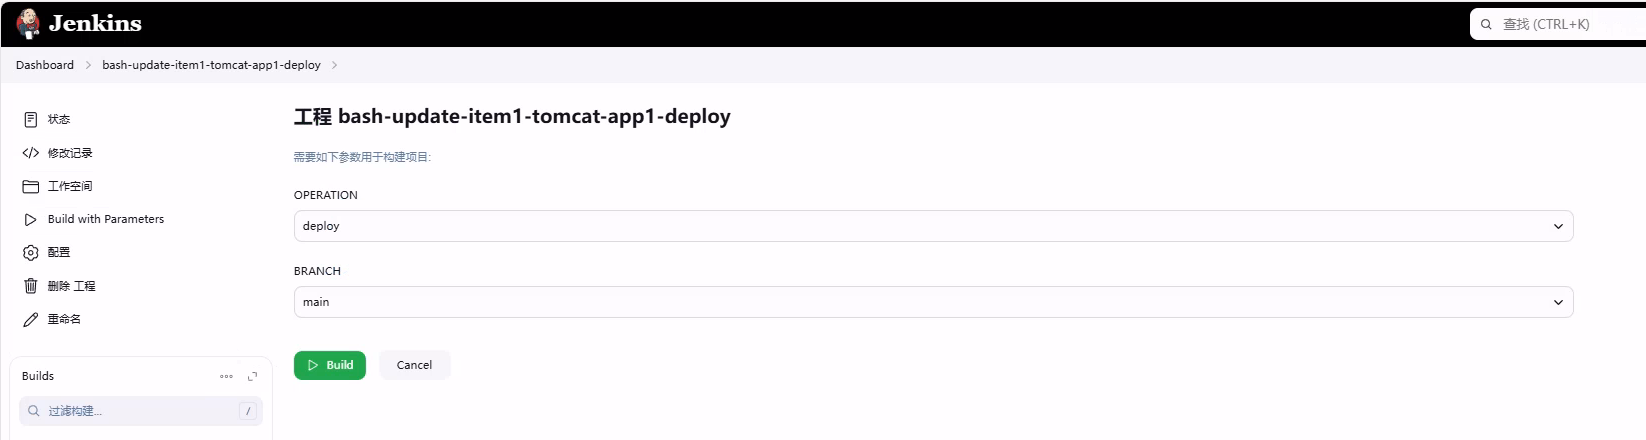 Jenkins
查找 (CTRL+K)
Dashboard
bash-update-item1-tomcat-app1-deploy
状态
修改记录
工作空间
Build with Parameters
配置
删除 工程
重命名
Builds
过滤构建...
/
工程 bash-update-item1-tomcat-app1-deploy
需要如下参数用于构建项目:
OPERATION
deploy
BRANCH
main
Build
Cancel